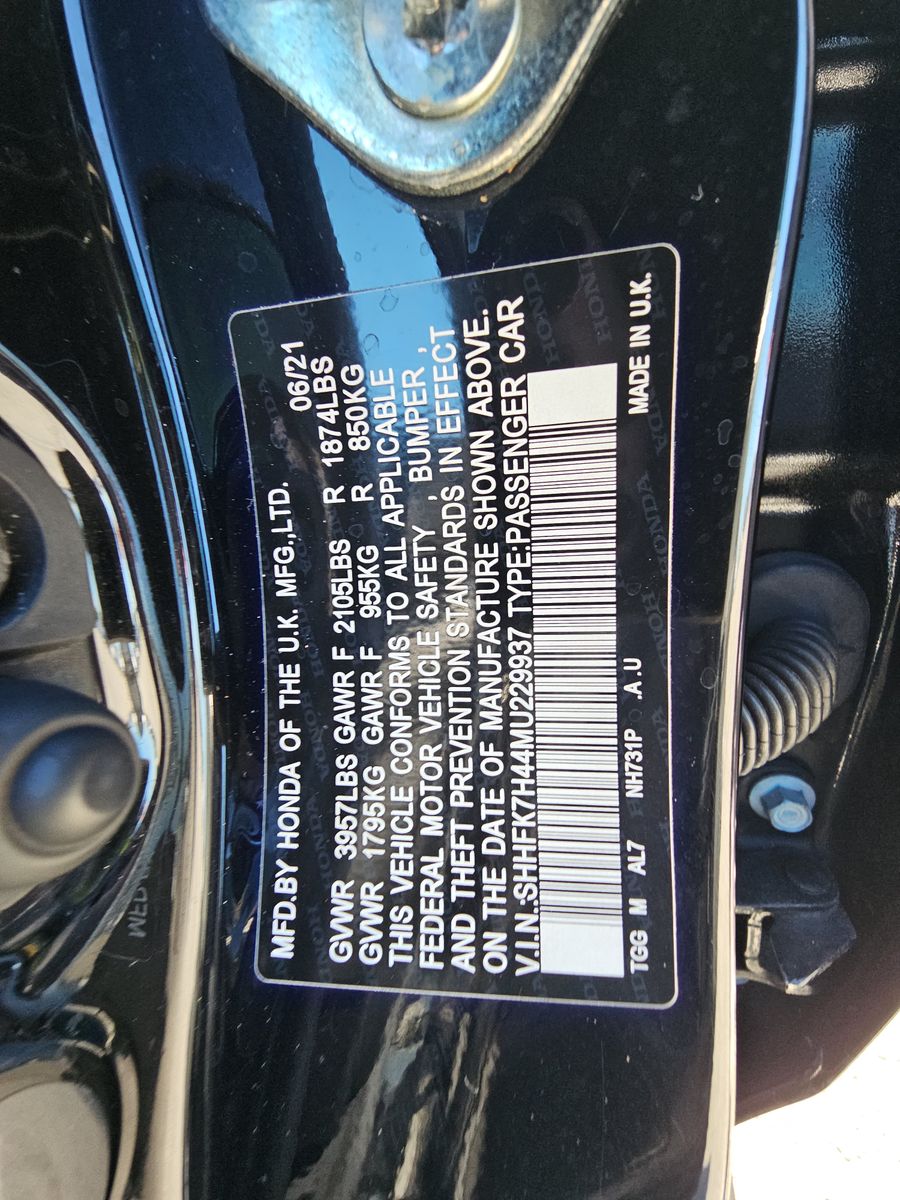 MFD.BY HONDA OF THE U.K. MFG.,LTD. 06/21
GVWR 3957LBS GAWR F 2105LBS R 1874LBS
GVWR 1795KG GAWR F 955KG R 850KG
THIS VEHICLE CONFORMS TO ALL APPLICABLE
FEDERAL MOTOR VEHICLE SAFETY , BUMPER ,
AND THEFT PREVENTION STANDARDS IN EFFECT
ON THE DATE OF MANUFACTURE SHOWN ABOVE.
V.I.N.:SHHFK7H44MU229937 TYPE:PASSENGER CAR
TGG M AL7 NH731P .A.U MADE IN U.K.